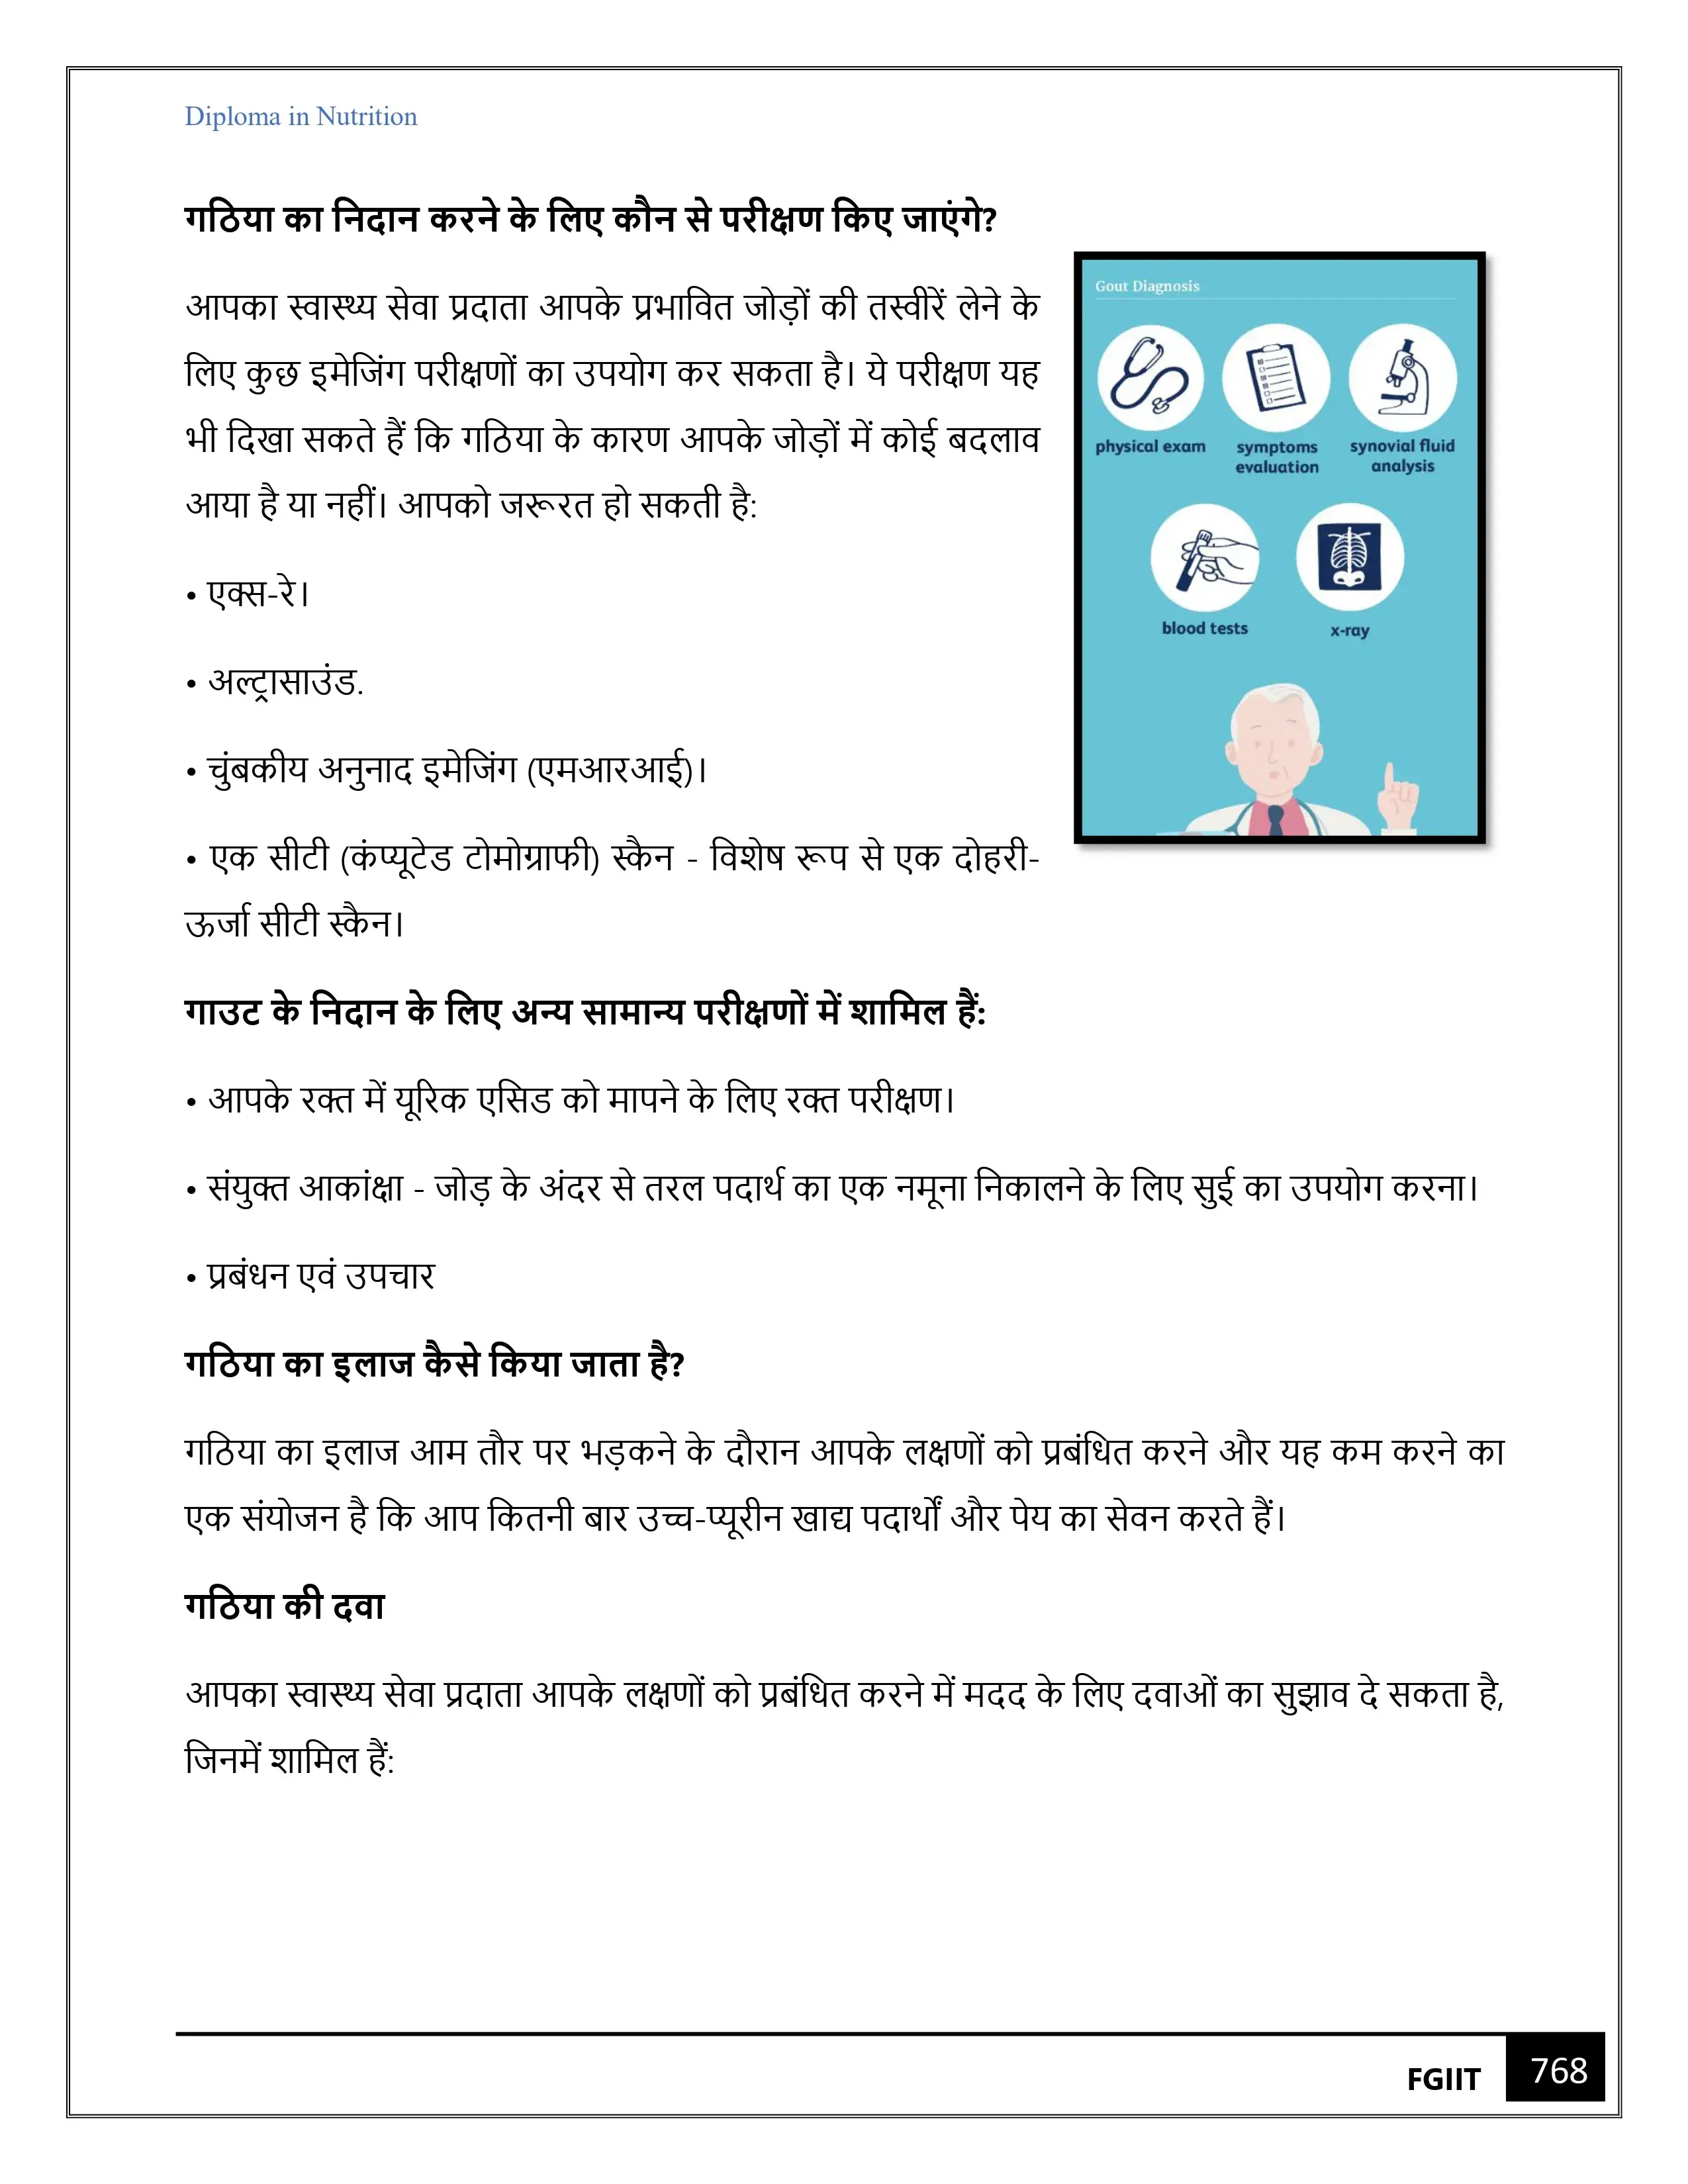 Diploma in Nutrition
गठिया का निदान करने के लिए कौन से परीक्षण किए जाएंगे?
आपका स्वास्थ्य सेवा प्रदाता आपके प्रभावित जोड़ों की तस्वीरें लेने के
लिए कुछ इमेजिंग परीक्षणों का उपयोग कर सकता है। ये परीक्षण यह
भी दिखा सकते हैं कि गठिया के कारण आपके जोड़ों में कोई बदलाव
आया है या नहीं। आपको जरूरत हो सकती है:
• एक्स-रे।
• अल्ट्रासाउंड.
• चुंबकीय अनुनाद इमेजिंग (एमआरआई)।
• एक सीटी (कंप्यूटेड टोमोग्राफी) स्कैन - विशेष रूप से एक दोहरी-
ऊर्जा सीटी स्कैन।
Gout Diagnosis
physical exam
symptoms
evaluation
synovial fluid
analysis
blood tests
x-ray
गाउट के निदान के लिए अन्य सामान्य परीक्षणों में शामिल हैं:
• आपके रक्त में यूरिक एसिड को मापने के लिए रक्त परीक्षण।
• संयुक्त आकांक्षा - जोड़ के अंदर से तरल पदार्थ का एक नमूना निकालने के लिए सुई का उपयोग करना।
• प्रबंधन एवं उपचार
गठिया का इलाज कैसे किया जाता है?
गठिया का इलाज आम तौर पर भड़कने के दौरान आपके लक्षणों को प्रबंधित करने और यह कम करने का
एक संयोजन है कि आप कितनी बार उच्च-प्यूरीन खाद्य पदार्थों और पेय का सेवन करते हैं।
गठिया की दवा
आपका स्वास्थ्य सेवा प्रदाता आपके लक्षणों को प्रबंधित करने में मदद के लिए दवाओं का सुझाव दे सकता है,
जिनमें शामिल हैं:
FGIIT
768